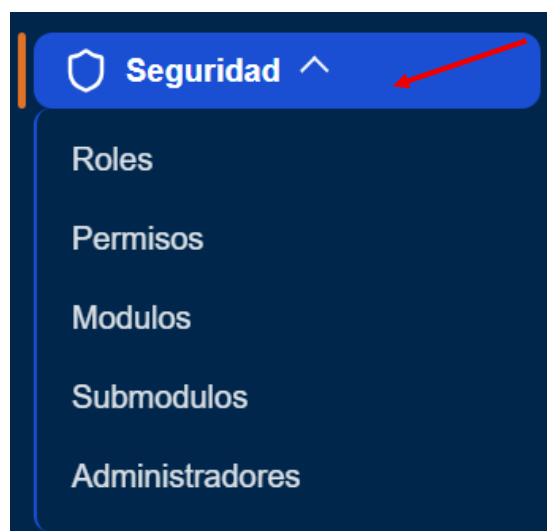 Seguridad
Roles
Permisos
Modulos
Submodulos
Administradores